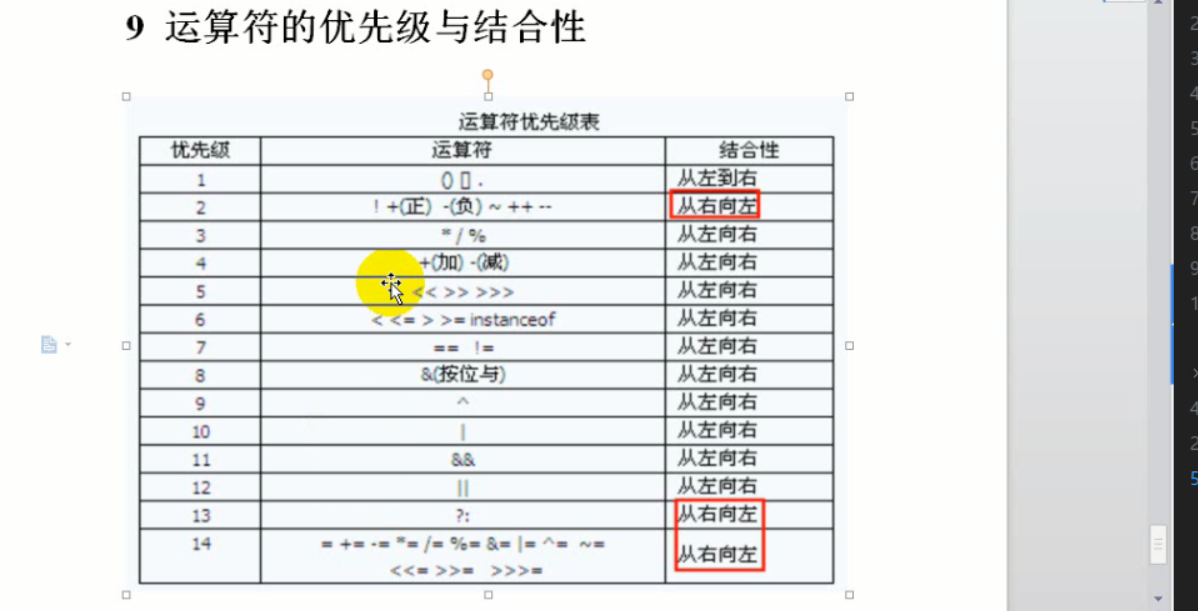 9 运算符的优先级与结合性
运算符优先级表
优先级 运算符 结合性
1 () [] . 从左到右
2 ! +(正) -(负) ~ ++ -- 从右向左
3 * / % 从左向右
4 +(加) -(减) 从左向右
5 << >> >>> 从左向右
6 < <= > >= instanceof 从左向右
7 == != 从左向右
8 &(按位与) 从左向右
9 ^ 从左向右
10 | 从左向右
11 && 从左向右
12 || 从左向右
13 ?: 从右向左
14 = += -= *= /= %= &= |= ^= ~= 从右向左
<<= >>= >>>=